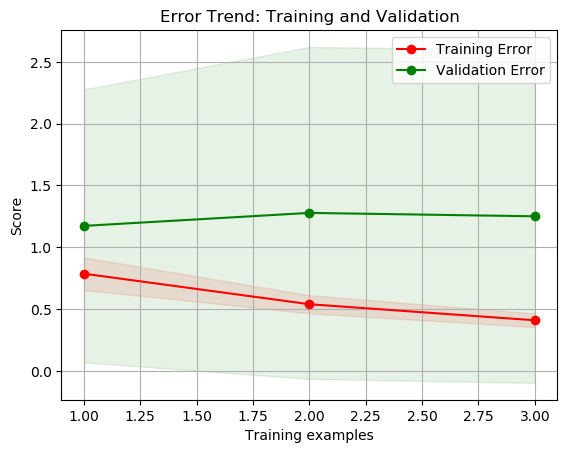 Error Trend: Training and Validation
Training Error
Validation Error
Score
2.5
2.0
1.5
1.0
0.5
0.0
1.00 1.25 1.50 1.75 2.00 2.25 2.50 2.75 3.00
Training examples